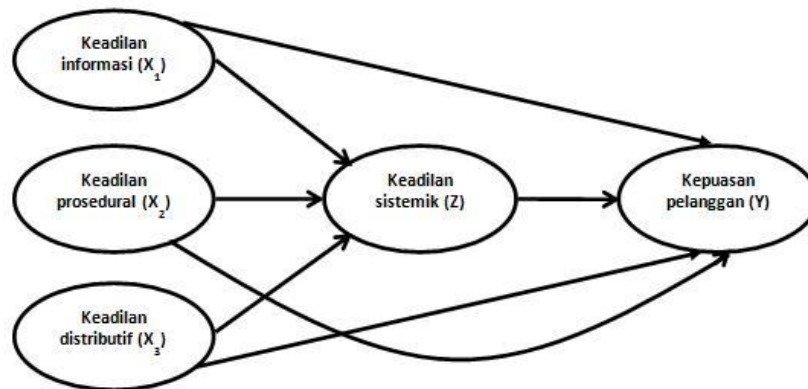 Keadilan
informasi (X₁)
Keadilan
prosedural (X₂)
Keadilan
distributif (X₃)
Keadilan
sistemik (Z)
Kepuasan
pelanggan (Y)